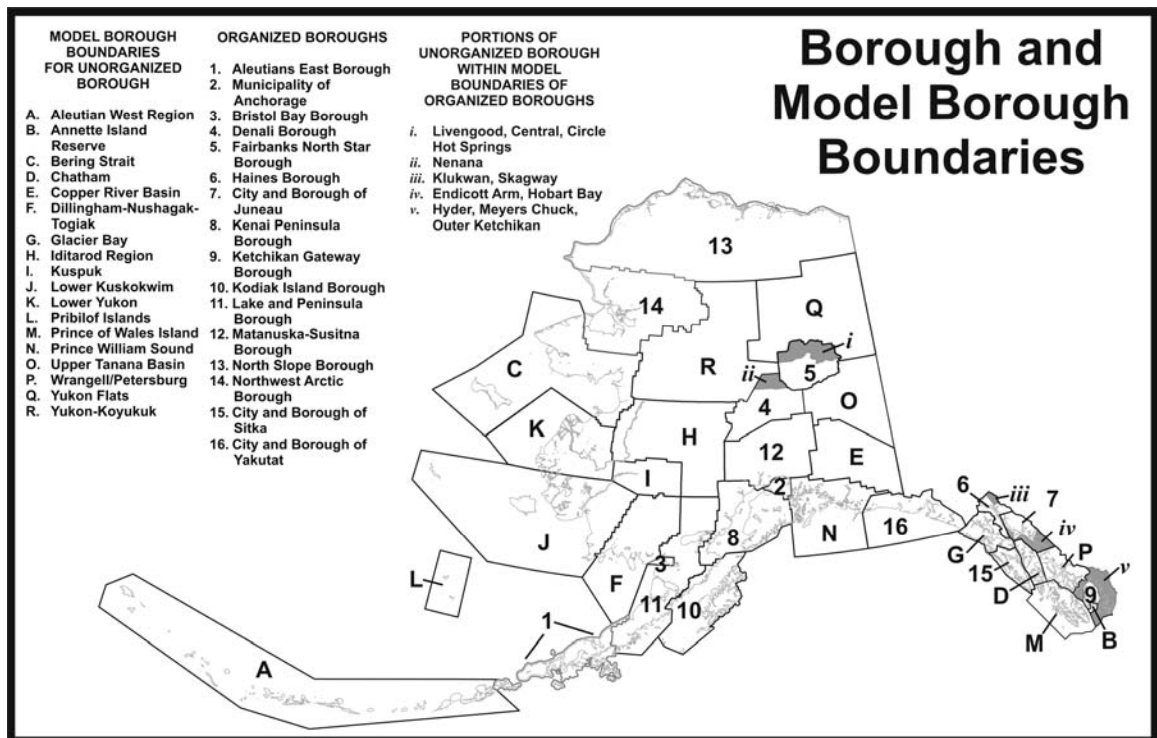 MODEL BOROUGH
BOUNDARIES
FOR UNORGANIZED
BOROUGH
A. Aleutian West Region
B. Annette Island
Reserve
C. Bering Strait
D. Chatham
E. Copper River Basin
F. Dillingham-Nushagak-
Togiak
G. Glacier Bay
H. Iditarod Region
I. Kuspuk
J. Lower Kuskokwim
K. Lower Yukon
L. Pribilof Islands
M. Prince of Wales Island
N. Prince William Sound
O. Upper Tanana Basin
P. Wrangell/Petersburg
Q. Yukon Flats
R. Yukon-Koyukuk
ORGANIZED BOROUGHS
1. Aleutians East Borough
2. Municipality of
Anchorage
3. Bristol Bay Borough
4. Denali Borough
5. Fairbanks North Star
Borough
6. Haines Borough
7. City and Borough of
Juneau
8. Kenai Peninsula
Borough
9. Ketchikan Gateway
Borough
10. Kodiak Island Borough
11. Lake and Peninsula
Borough
12. Matanuska-Susitna
Borough
13. North Slope Borough
14. Northwest Arctic
Borough
15. City and Borough of
Sitka
16. City and Borough of
Yakutat
PORTIONS OF
UNORGANIZED BOROUGH
WITHIN MODEL
BOUNDARIES OF
ORGANIZED BOROUGHS
i. Livengood, Central, Circle
Hot Springs
ii. Nenana
iii. Klukwan, Skagway
iv. Endicott Arm, Hobart Bay
v. Hyder, Meyers Chuck,
Outer Ketchikan
Borough and
Model Borough
Boundaries
13
14
Q
i
C
R
ii
5
4
O
K
H
12
E
I
2
6
iii
7
J
8
N
16
iv
G
P
v
L
3
F
15
D
9
11
10
1
M
B
A